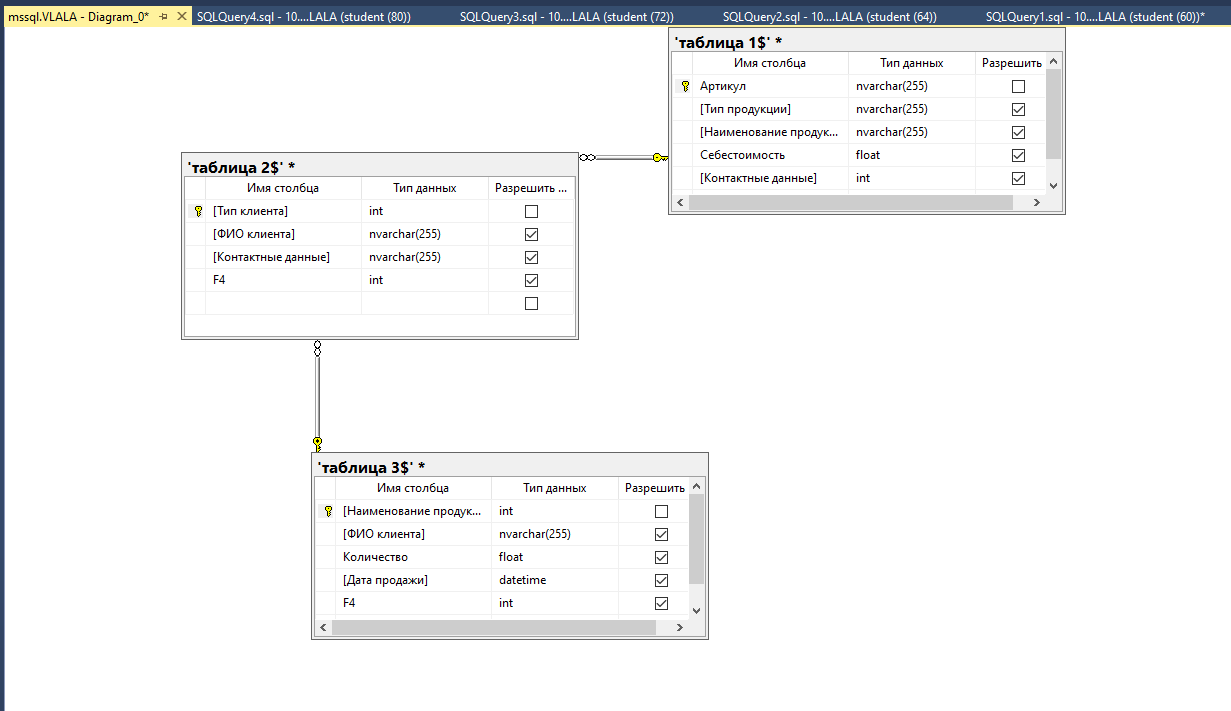 mssql.VLALA - Diagram_0*
SQLQuery4.sql - 10....LALA (student (80))
SQLQuery3.sql - 10....LALA (student (72))
SQLQuery2.sql - 10....LALA (student (64))
SQLQuery1.sql - 10....LALA (student (60))*
'таблица 1$' *
Имя столбца Тип данных Разрешить
Артикул nvarchar(255)
[Тип продукции] nvarchar(255)
[Наименование продук... nvarchar(255)
Себестоимость float
[Контактные данные] int
'таблица 2$' *
Имя столбца Тип данных Разрешить ...
[Тип клиента] int
[ФИО клиента] nvarchar(255)
[Контактные данные] nvarchar(255)
F4 int
'таблица 3$' *
Имя столбца Тип данных Разрешить
[Наименование продук... int
[ФИО клиента] nvarchar(255)
Количество float
[Дата продажи] datetime
F4 int